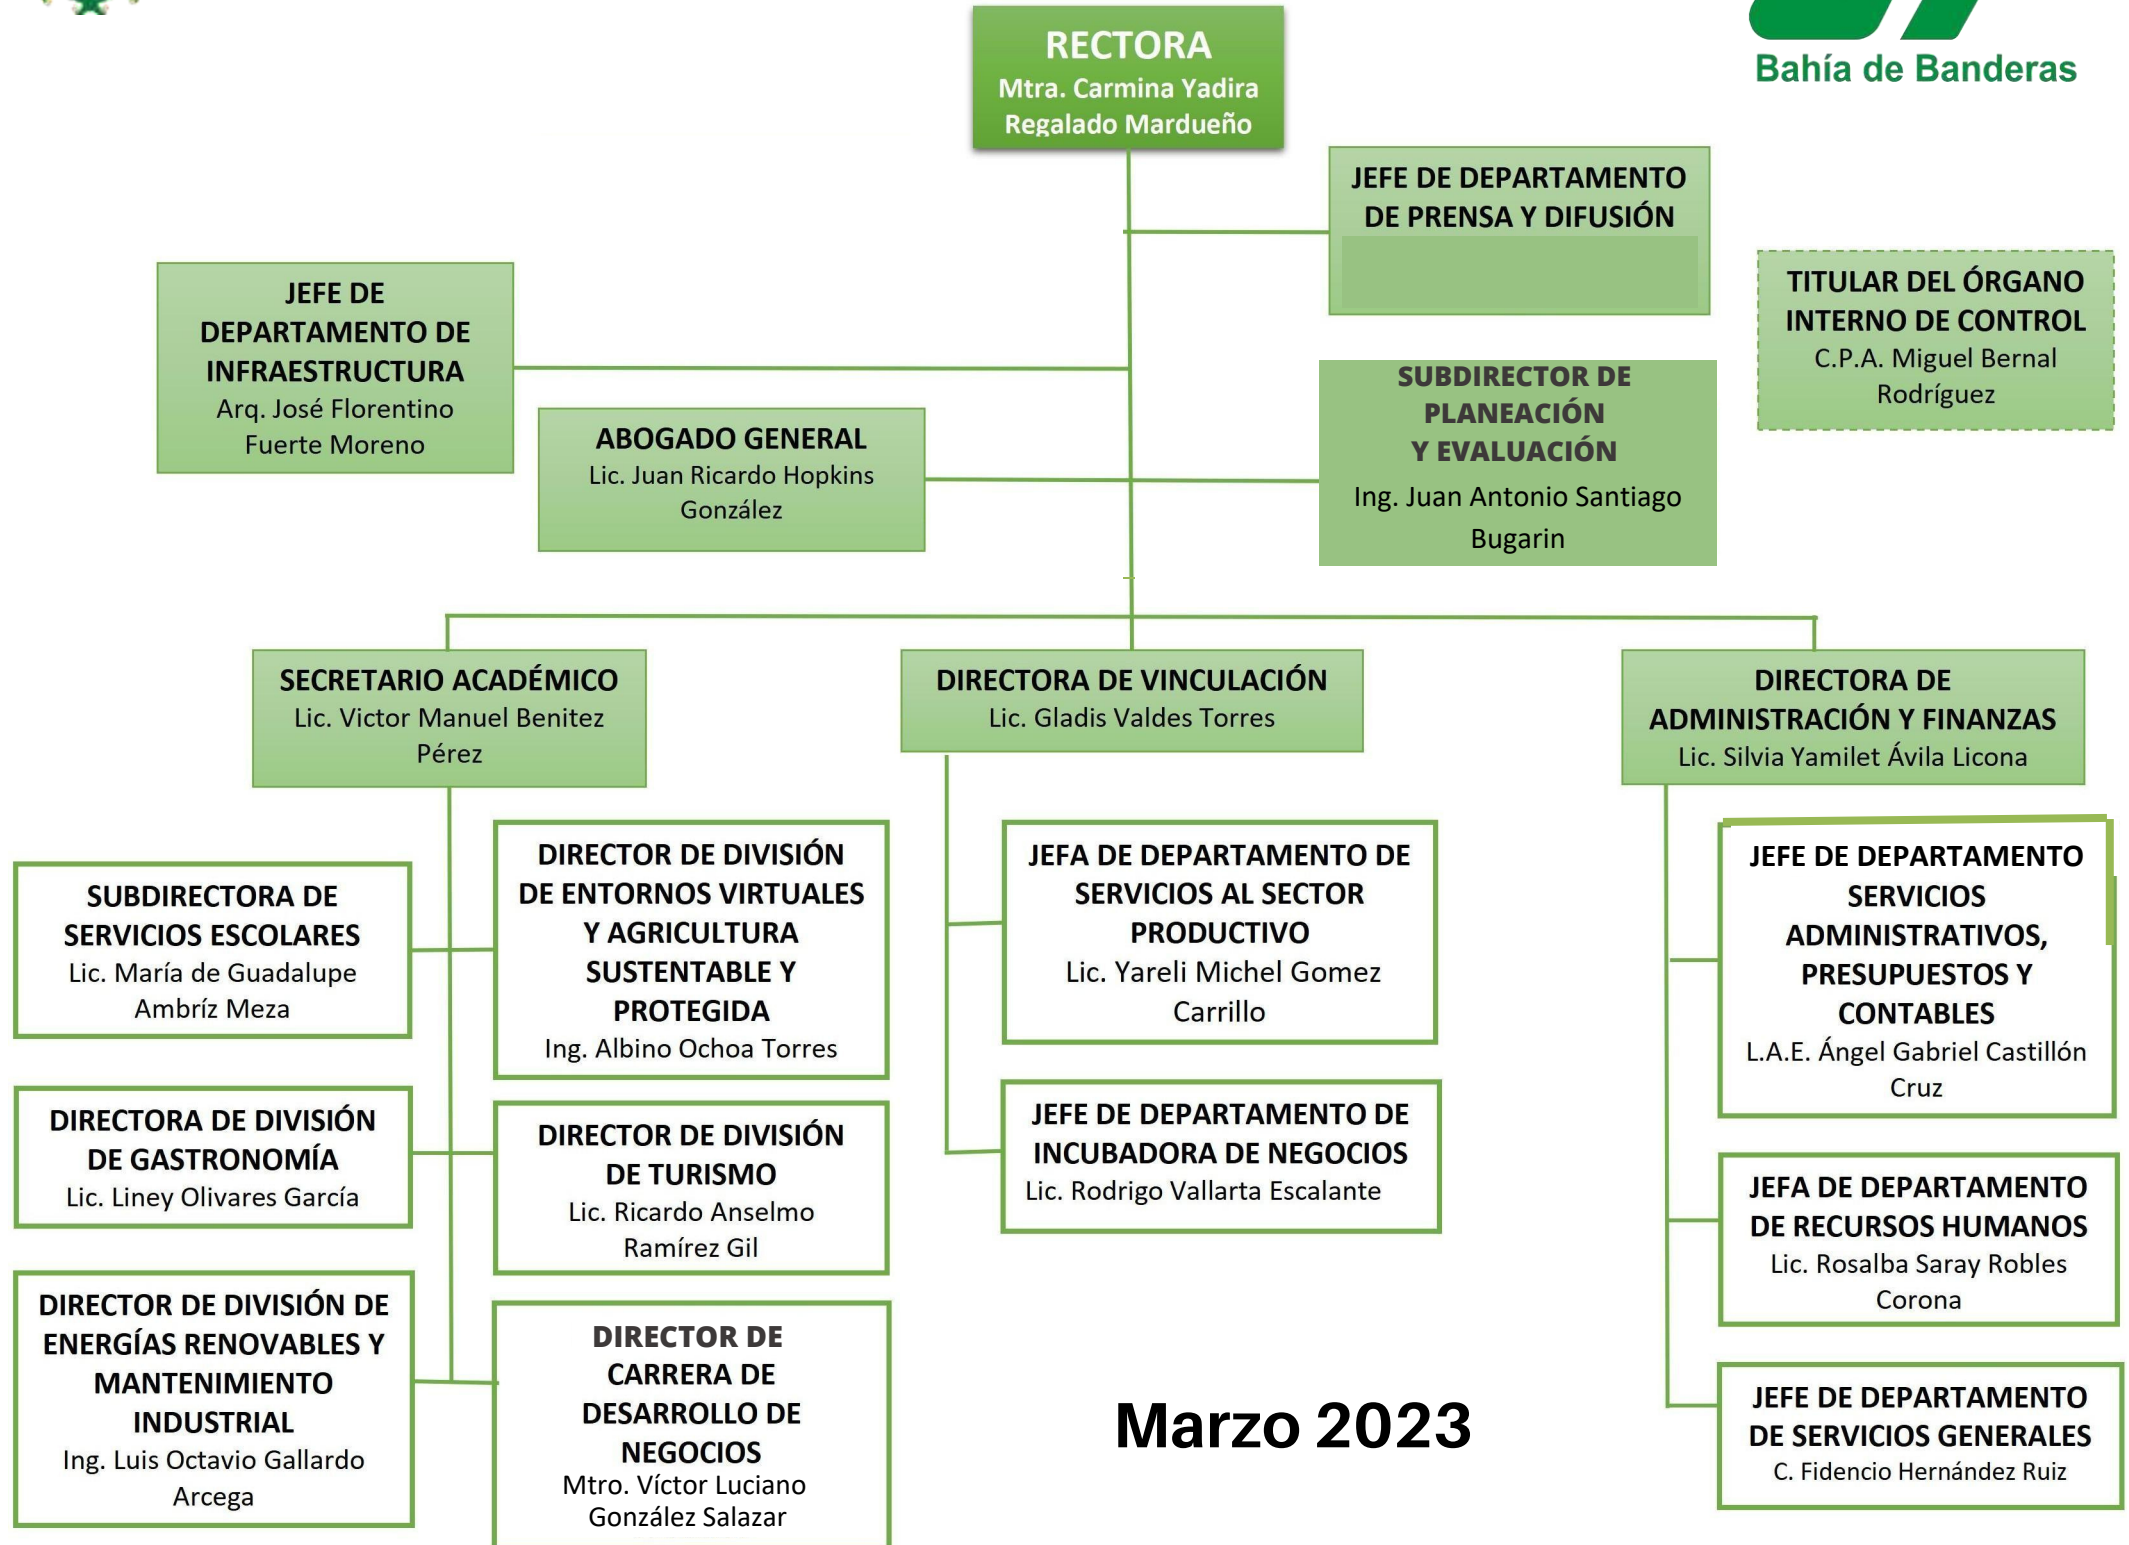 RECTORA
Mtra. Carmina Yadira
Regalado Mardueño
Bahía de Banderas
JEFE DE DEPARTAMENTO
DE PRENSA Y DIFUSIÓN
TITULAR DEL ÓRGANO
INTERNO DE CONTROL
C.P.A. Miguel Bernal
Rodríguez
JEFE DE
DEPARTAMENTO DE
INFRAESTRUCTURA
Arq. José Florentino
Fuerte Moreno
ABOGADO GENERAL
Lic. Juan Ricardo Hopkins
González
SUBDIRECTOR DE
PLANEACIÓN
Y EVALUACIÓN
Ing. Juan Antonio Santiago
Bugarin
SECRETARIO ACADÉMICO
Lic. Victor Manuel Benitez
Pérez
DIRECTORA DE VINCULACIÓN
Lic. Gladis Valdes Torres
DIRECTORA DE
ADMINISTRACIÓN Y FINANZAS
Lic. Silvia Yamilet Ávila Licona
SUBDIRECTORA DE
SERVICIOS ESCOLARES
Lic. María de Guadalupe
Ambríz Meza
DIRECTOR DE DIVISIÓN
DE ENTORNOS VIRTUALES
Y AGRICULTURA
SUSTENTABLE Y
PROTEGIDA
Ing. Albino Ochoa Torres
DIRECTORA DE DIVISIÓN
DE GASTRONOMÍA
Lic. Liney Olivares García
DIRECTOR DE DIVISIÓN
DE TURISMO
Lic. Ricardo Anselmo
Ramírez Gil
DIRECTOR DE DIVISIÓN DE
ENERGÍAS RENOVABLES Y
MANTENIMIENTO
INDUSTRIAL
Ing. Luis Octavio Gallardo
Arcega
DIRECTOR DE
CARRERA DE
DESARROLLO DE
NEGOCIOS
Mtro. Víctor Luciano
González Salazar
JEFA DE DEPARTAMENTO DE
SERVICIOS AL SECTOR
PRODUCTIVO
Lic. Yareli Michel Gomez
Carrillo
JEFE DE DEPARTAMENTO DE
INCUBADORA DE NEGOCIOS
Lic. Rodrigo Vallarta Escalante
JEFE DE DEPARTAMENTO
SERVICIOS
ADMINISTRATIVOS,
PRESUPUESTOS Y
CONTABLES
L.A.E. Ángel Gabriel Castillón
Cruz
JEFA DE DEPARTAMENTO
DE RECURSOS HUMANOS
Lic. Rosalba Saray Robles
Corona
JEFE DE DEPARTAMENTO
DE SERVICIOS GENERALES
C. Fidencio Hernández Ruiz
Marzo 2023